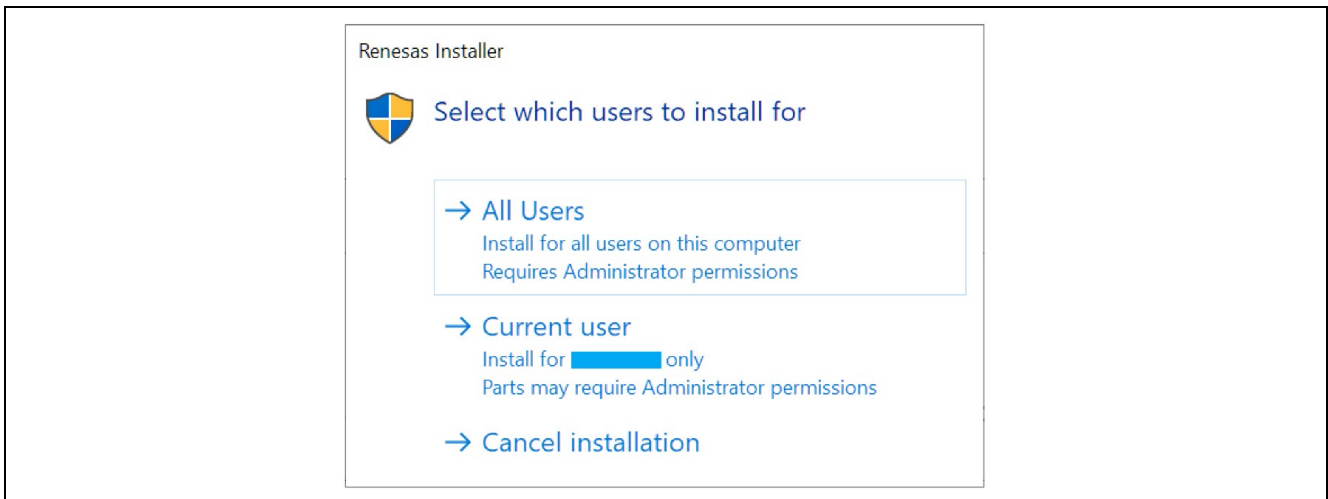 Renesas Installer
Select which users to install for
→ All Users
Install for all users on this computer
Requires Administrator permissions
→ Current user
Install for only
Parts may require Administrator permissions
→ Cancel installation